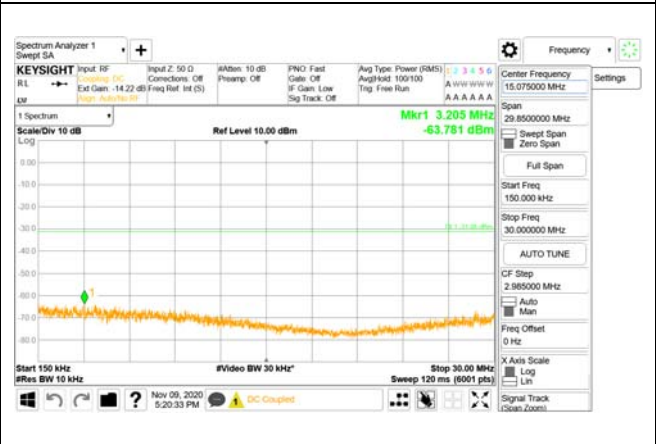 Spectrum Analyzer 1
Swept SA
Frequency
KEYSIGHT
Input: RF
Coupling: DC
Ext Gain: -14.22 dB
Align: Auto/No RF
Input Z: 50 Ω
Corrections: Off
Freq Ref: Int (S)
#Atten: 10 dB
Preamp: Off
PNO: Fast
Gate: Off
IF Gain: Low
Sig Track: Off
Avg Type: Power (RMS)
Avg|Hold: 100/100
Trig: Free Run
1 2 3 4 5 6
A W W W W W
A A A A A A
RL
1 Spectrum
Mkr1 3.205 MHz
Scale/Div 10 dB
Ref Level 10.00 dBm
-63.781 dBm
Log
0.00
-10.0
-20.0
-30.0
-40.0
-50.0
-60.0
-70.0
-80.0
1
Start 150 kHz
#Video BW 30 kHz*
Stop 30.00 MHz
#Res BW 10 kHz
Sweep 120 ms (6001 pts)
Nov 09, 2020
5:20:33 PM
DC Coupled
Center Frequency
15.075000 MHz
Settings
Span
29.8500000 MHz
Swept Span
Zero Span
Full Span
Start Freq
150.000 kHz
Stop Freq
30.000000 MHz
AUTO TUNE
CF Step
2.985000 MHz
Auto
Man
Freq Offset
0 Hz
X Axis Scale
Log
Lin
Signal Track
(Span Zoom)